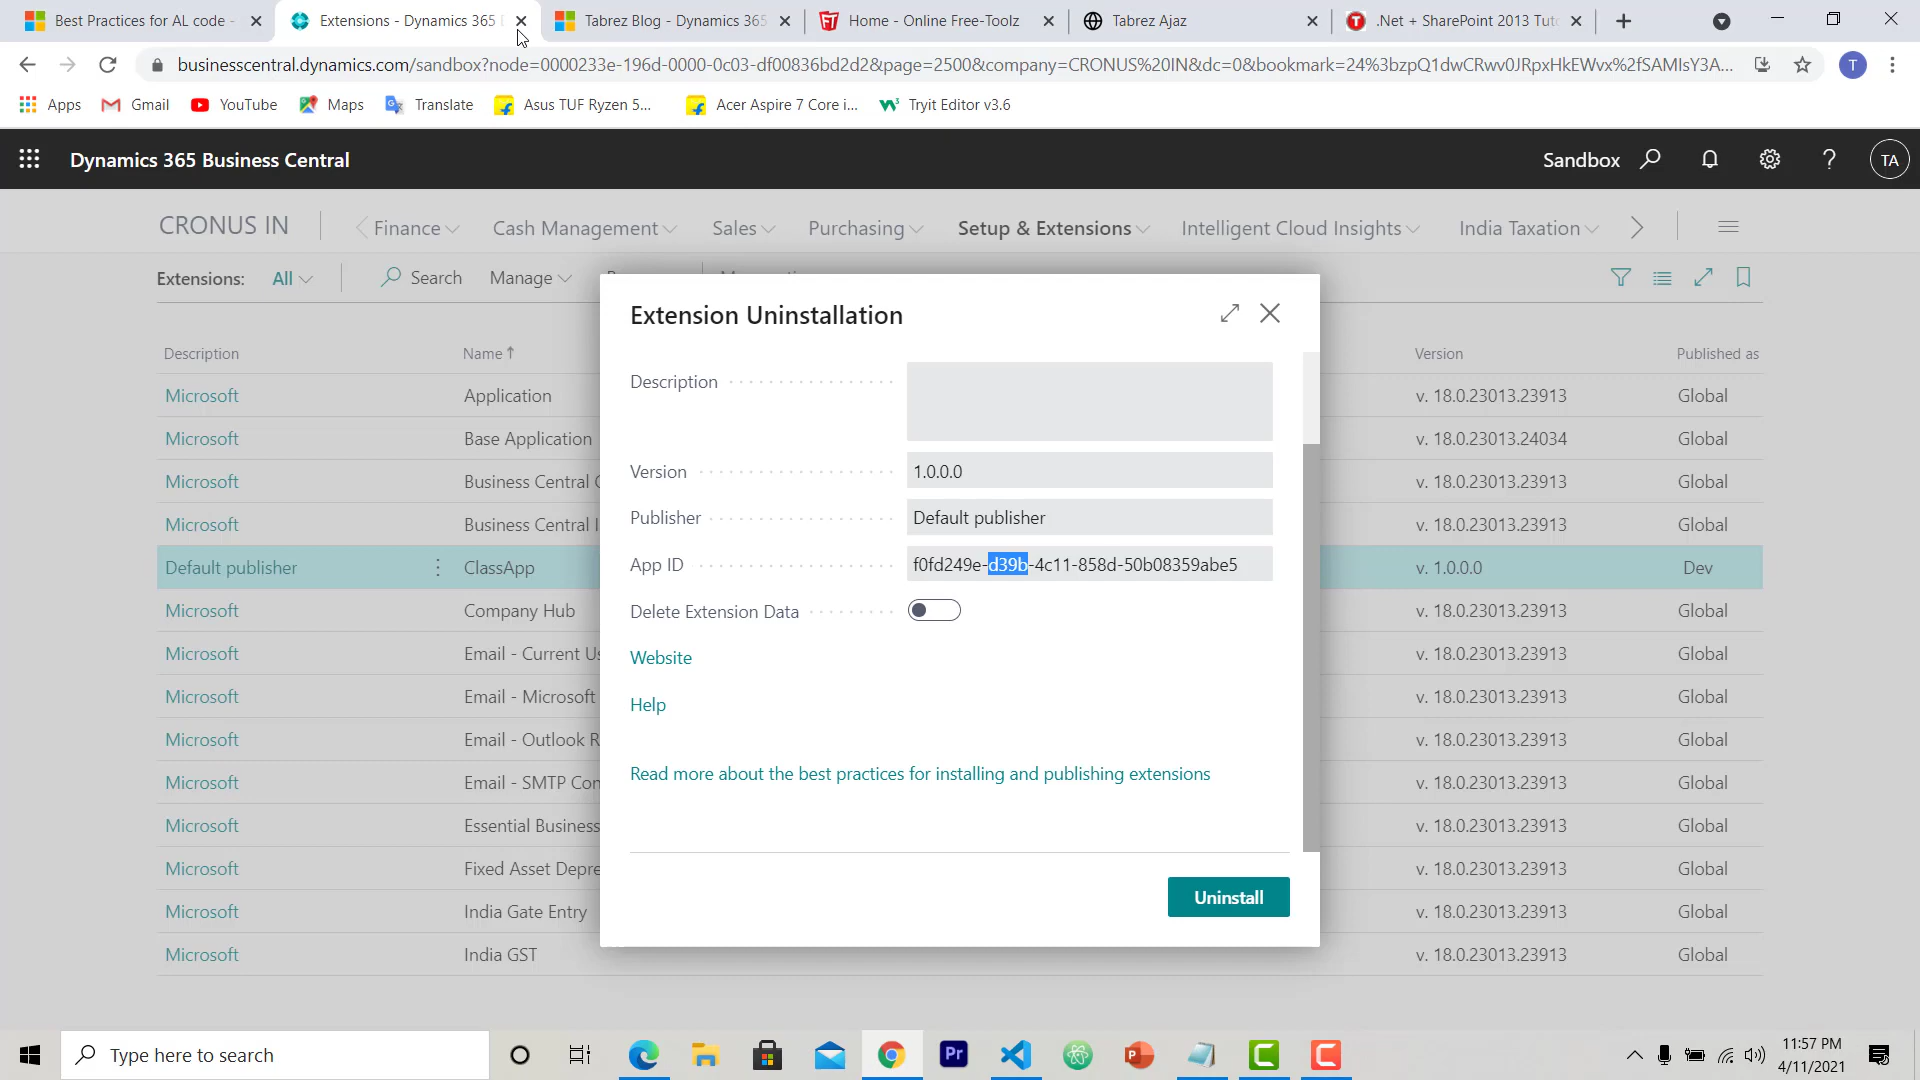 Best Practices for AL code -
Extensions - Dynamics 365
Tabrez Blog - Dynamics 365
Home - Online Free-Toolz
Tabrez Ajaz
.Net + SharePoint 2013 Tut
businesscentral.dynamics.com/sandbox?node=0000233e-196d-0000-0c03-df00836bd2d2&page=2500&company=CRONUS%20IN&dc=0&bookmark=24%3bzpQ1dwCRwv0JRpxHkEWvx%2fSAMIsY3A...
T
Apps
Gmail
YouTube
Maps
Translate
Asus TUF Ryzen 5...
Acer Aspire 7 Core i...
Tryit Editor v3.6
Dynamics 365 Business Central
Sandbox
?
TA
CRONUS IN
Finance
Cash Management
Sales
Purchasing
Setup & Extensions
Intelligent Cloud Insights
India Taxation
Extensions:
All
Search
Manage
Extension Uninstallation
Description
Name ↑
Version
Published as
Microsoft
Application
v. 18.0.23013.23913
Global
Microsoft
Base Application
v. 18.0.23013.24034
Global
Microsoft
Business Central
v. 18.0.23013.23913
Global
Microsoft
Business Central I
v. 18.0.23013.23913
Global
Default publisher
ClassApp
v. 1.0.0.0
Dev
Microsoft
Company Hub
v. 18.0.23013.23913
Global
Microsoft
Email - Current Us
v. 18.0.23013.23913
Global
Microsoft
Email - Microsoft
v. 18.0.23013.23913
Global
Microsoft
Email - Outlook R
v. 18.0.23013.23913
Global
Microsoft
Email - SMTP Con
v. 18.0.23013.23913
Global
Microsoft
Essential Business
v. 18.0.23013.23913
Global
Microsoft
Fixed Asset Depre
v. 18.0.23013.23913
Global
Microsoft
India Gate Entry
v. 18.0.23013.23913
Global
Microsoft
India GST
v. 18.0.23013.23913
Global
Description
Version
1.0.0.0
Publisher
Default publisher
App ID
f0fd249e-d39b-4c11-858d-50b08359abe5
Delete Extension Data
Website
Help
Read more about the best practices for installing and publishing extensions
Uninstall
Type here to search
Pr
11:57 PM
4/11/2021